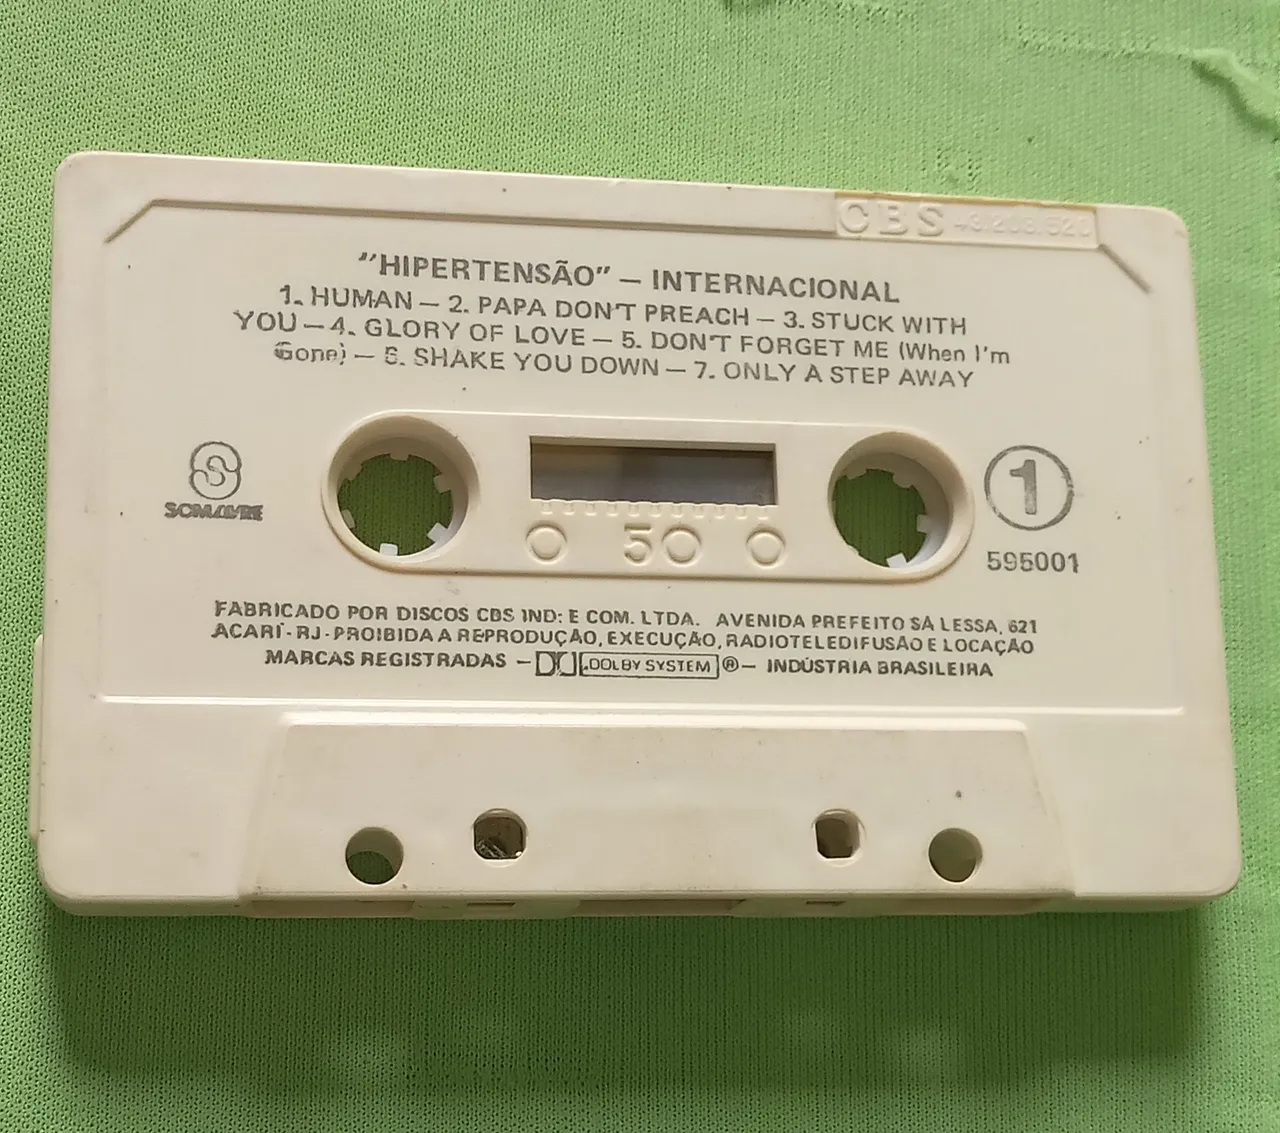 CBS
"HIPERTENSÃO" – INTERNACIONAL
1. HUMAN – 2. PAPA DON'T PREACH – 3. STUCK WITH
YOU – 4. GLORY OF LOVE – 5. DON'T FORGET ME (When I'm
Gone) – 6. SHAKE YOU DOWN – 7. ONLY A STEP AWAY
S
SOMLIVRE
50
1
595001
FABRICADO POR DISCOS CBS IND: E COM. LTDA. AVENIDA PREFEITO SÁ LESSA, 621
ACARÍ - RJ - PROIBIDA A REPRODUÇÃO, EXECUÇÃO, RADIOTELEDIFUSÃO E LOCAÇÃO
MARCAS REGISTRADAS – DOLBY SYSTEM ® – INDÚSTRIA BRASILEIRA